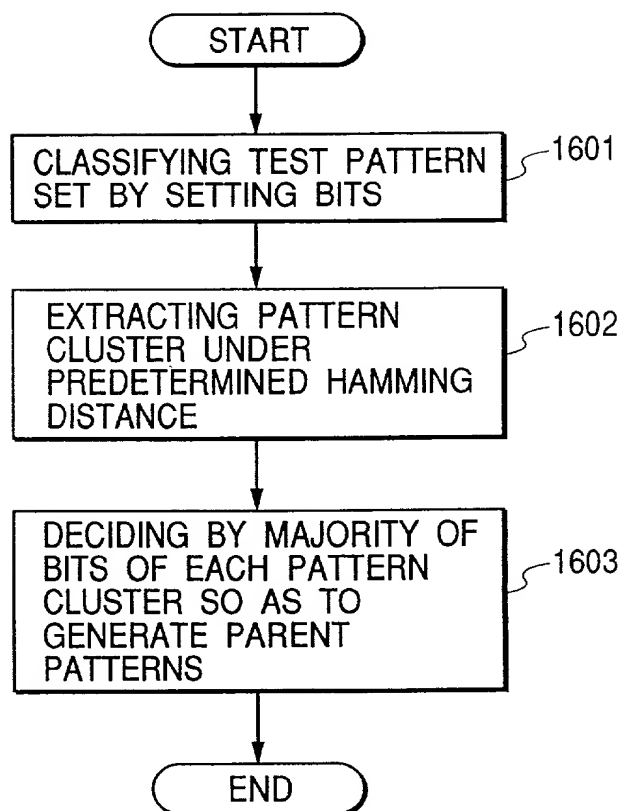 START
CLASSIFYING TEST PATTERN
SET BY SETTING BITS
1601
EXTRACTING PATTERN
CLUSTER UNDER
PREDETERMINED HAMMING
DISTANCE
1602
DECIDING BY MAJORITY OF
BITS OF EACH PATTERN
CLUSTER SO AS TO
GENERATE PARENT
PATTERNS
1603
END